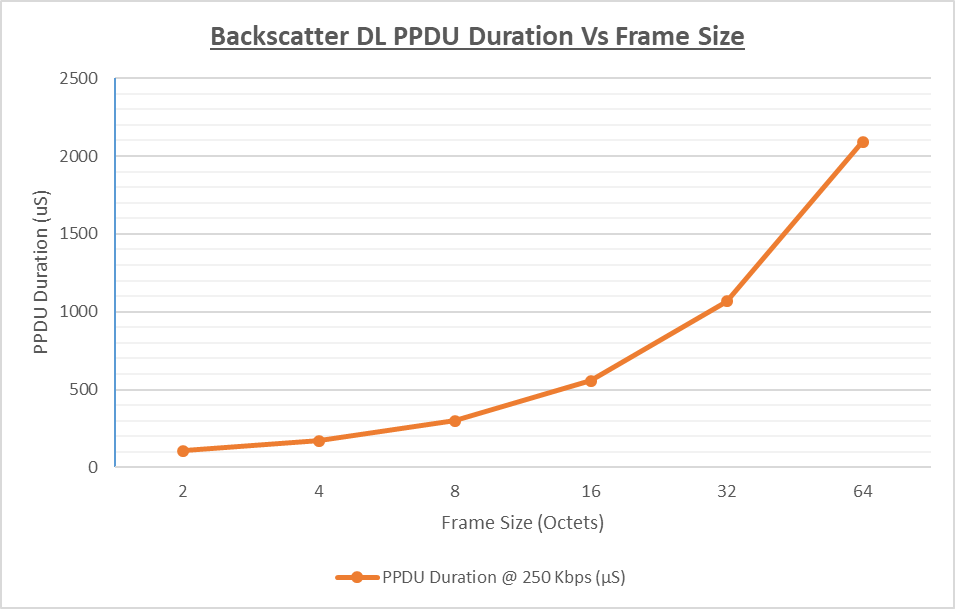 Backscatter DL PPDU Duration Vs Frame Size
2500
2000
1500
1000
500
0
PPDU Duration (uS)
2 4 8 16 32 64
Frame Size (Octets)
PPDU Duration @ 250 Kbps (µS)